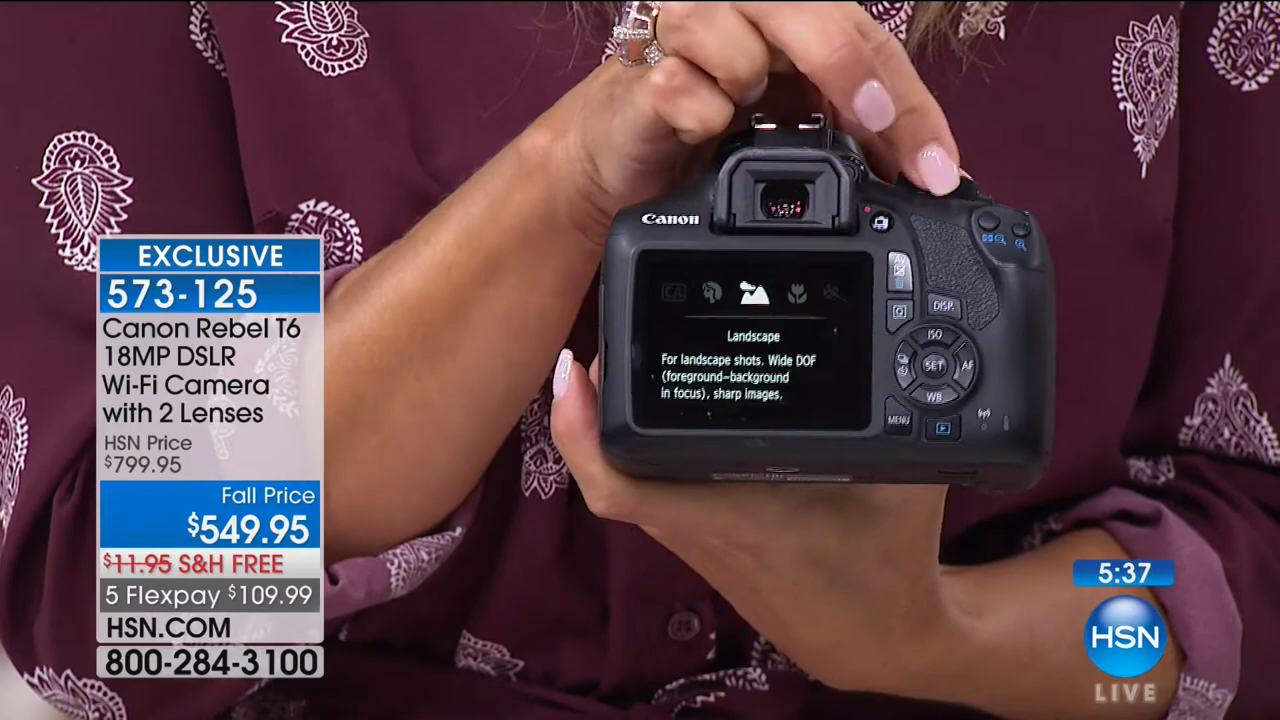 EXCLUSIVE
573-125
Canon Rebel T6
18MP DSLR
Wi-Fi Camera
with 2 Lenses
HSN Price
$799.95
Fall Price
$549.95
$11.95 S&H FREE
5 Flexpay $109.99
HSN.COM
800-284-3100
Canon
CA
Landscape
For landscape shots. Wide DOF
(foreground-background
in focus), sharp images.
AV
DISP.
Q
ISO
SET
AF
WB
MENU
5:37
HSN
LIVE